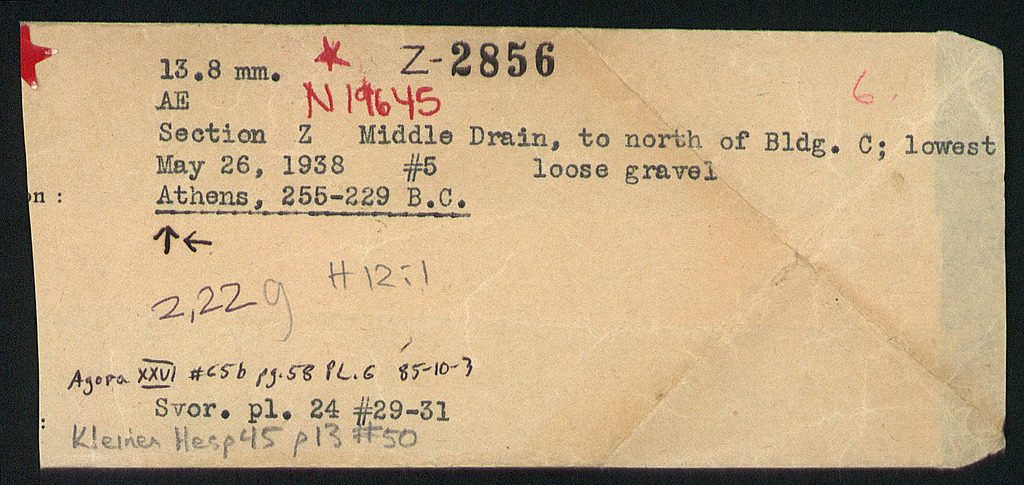 Z-2856
13.8 mm.
N19645
6.
AE
Section Z Middle Drain, to north of Bldg. C; lowest
May 26, 1938 #5 loose gravel
n :
Athens, 255-229 B.C.
↑←
2,22 g H 12:1
Agora XXVI #65b pg.58 PL.6 85-10-3
Svor. pl. 24 #29-31
:
Kleiner Hesp45 p13 #50